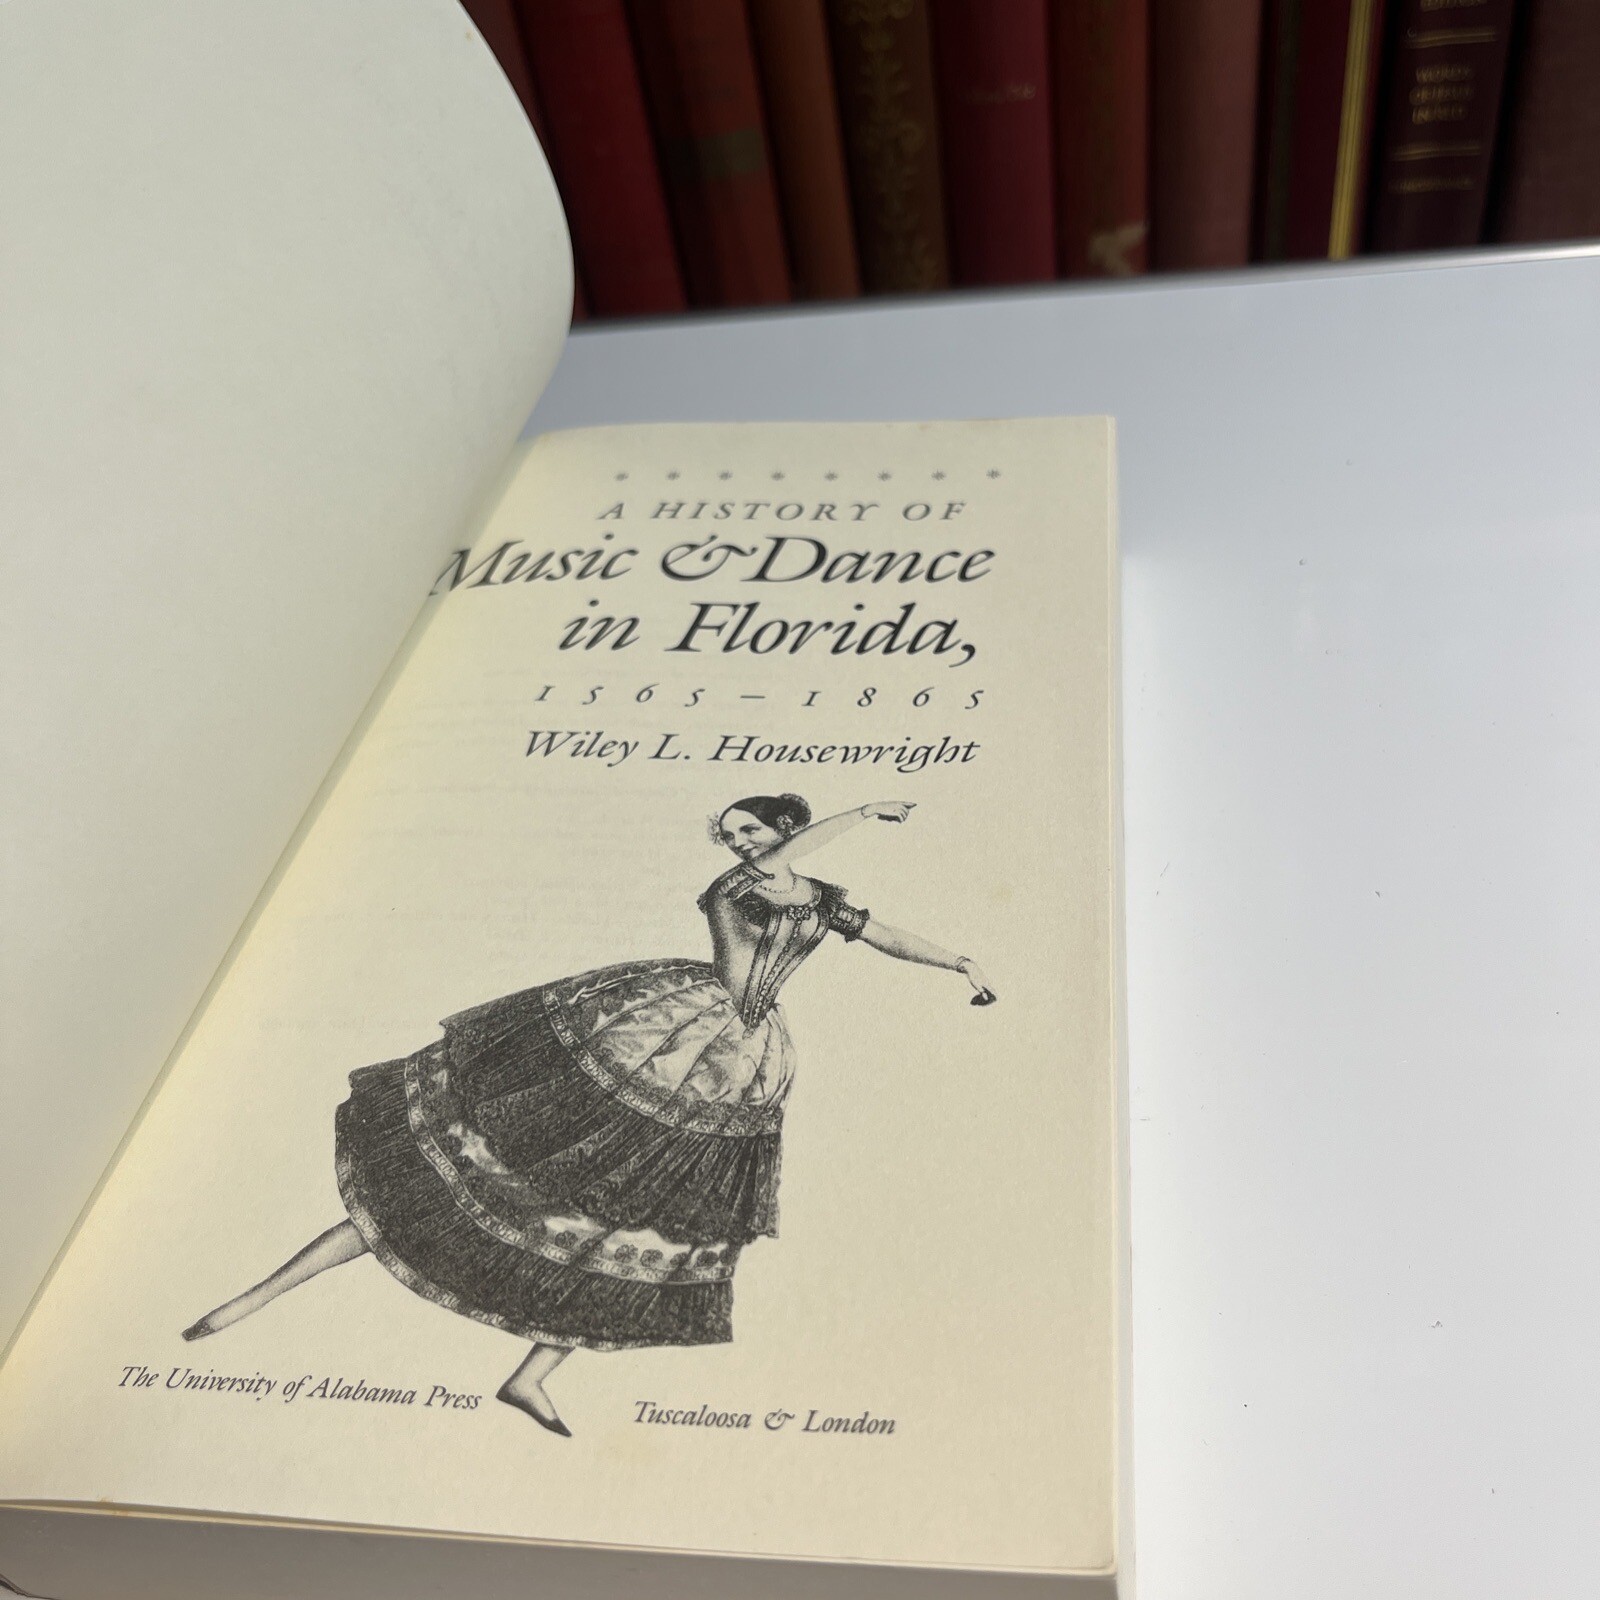 * * * * * * * *
A HISTORY OF
Music & Dance
in Florida,
1565–1865
Wiley L. Housewright
The University of Alabama Press
Tuscaloosa & London